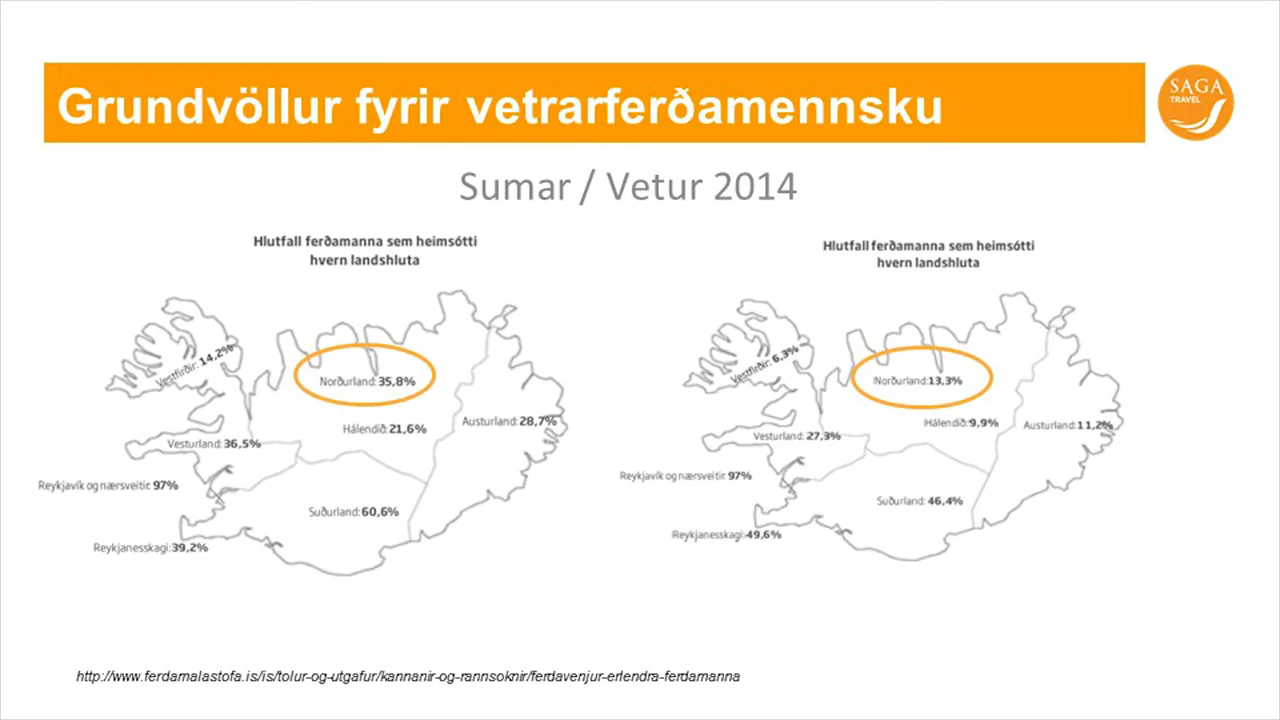 Grundvöllur fyrir vetrarferðamennsku
SAGA
TRAVEL
Sumar / Vetur 2014
Hlutfall ferðamanna sem heimsótti
hvern landshluta
Vestfirðir: 14,2%
Norðurland: 35,8%
Hálendið: 21,6%
Austurland: 28,7%
Vesturland: 36,5%
Reykjavík og nærsveitir: 97%
Suðurland: 60,6%
Reykjanesskagi: 39,2%
Hlutfall ferðamanna sem heimsótti
hvern landshluta
Vestfirðir: 6,3%
Norðurland: 13,3%
Hálendið: 9,9%
Austurland: 11,2%
Vesturland: 27,3%
Reykjavík og nærsveitir: 97%
Suðurland: 46,4%
Reykjanesskagi: 49,6%
http://www.ferdamalastofa.is/is/tolur-og-utgafur/kannanir-og-rannsoknir/ferdavenjur-erlendra-ferdamanna